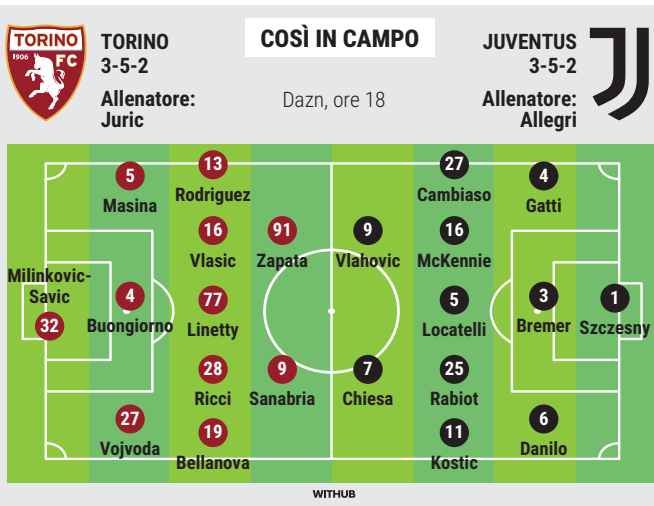 TORINO
1906
FC
TORINO
3-5-2
Allenatore:
Juric
COSÌ IN CAMPO
Dazn, ore 18
JUVENTUS
3-5-2
Allenatore:
Allegri
5
Masina
13
Rodriguez
16
Vlasic
91
Zapata
Milinkovic-
Savic
32
4
Buongiorno
77
Linetty
28
Ricci
9
Sanabria
27
Vojvoda
19
Bellanova
9
Vlahovic
27
Cambiaso
4
Gatti
16
McKennie
5
Locatelli
3
Bremer
1
Szczesny
7
Chiesa
25
Rabiot
11
Kostic
6
Danilo
WITHUB